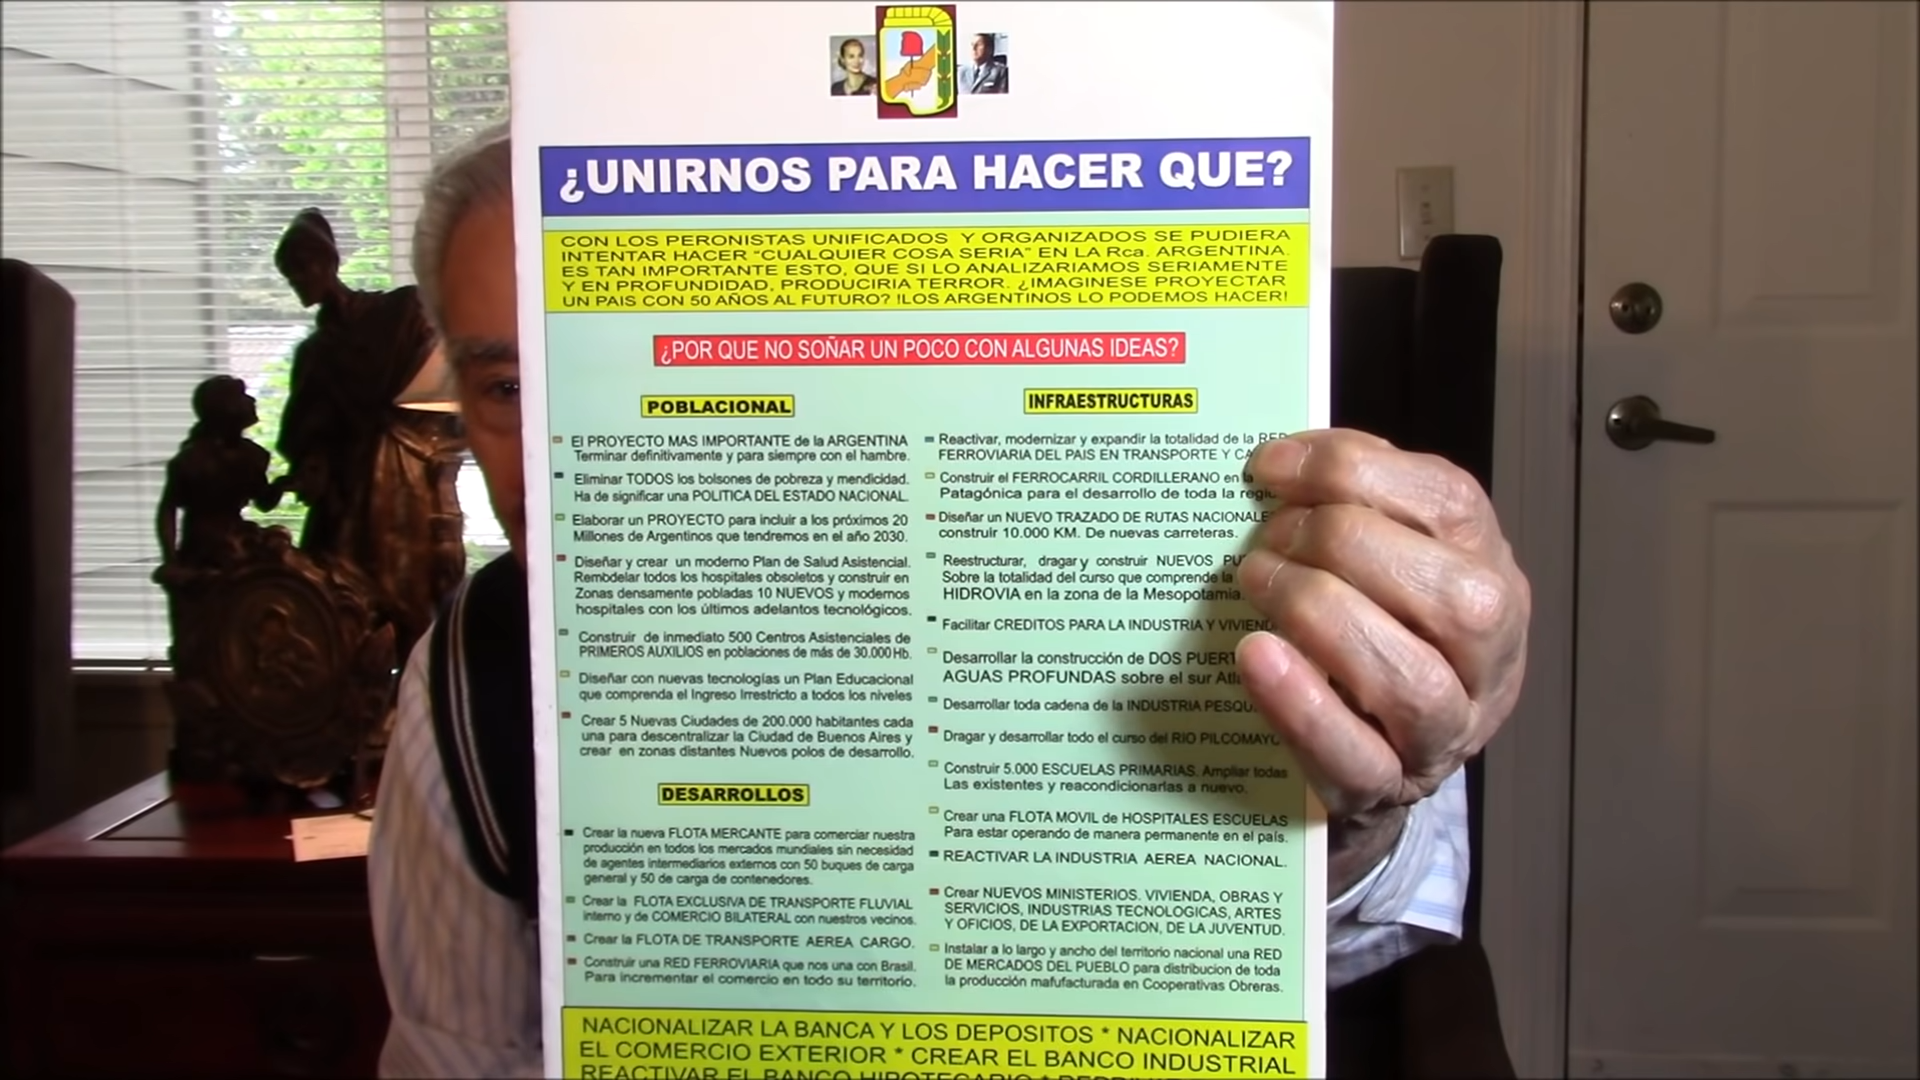 ¿UNIRNOS PARA HACER QUE?
CON LOS PERONISTAS UNIFICADOS Y ORGANIZADOS SE PUDIERA
INTENTAR HACER “CUALQUIER COSA SERIA” EN LA Rca. ARGENTINA.
ES TAN IMPORTANTE ESTO, QUE SI LO ANALIZARIAMOS SERIAMENTE
Y EN PROFUNDIDAD, PRODUCIRIA TERROR. ¿IMAGINESE PROYECTAR
UN PAIS CON 50 AÑOS AL FUTURO? !LOS ARGENTINOS LO PODEMOS HACER!
¿POR QUE NO SOÑAR UN POCO CON ALGUNAS IDEAS?
POBLACIONAL
El PROYECTO MAS IMPORTANTE de la ARGENTINA
Terminar definitivamente y para siempre con el hambre.
Eliminar TODOS los bolsones de pobreza y mendicidad.
Ha de significar una POLITICA DEL ESTADO NACIONAL.
Elaborar un PROYECTO para incluir a los próximos 20
Millones de Argentinos que tendremos en el año 2030.
Diseñar y crear un moderno Plan de Salud Asistencial.
Rembdelar todos los hospitales obsoletos y construir en
Zonas densamente pobladas 10 NUEVOS y modernos
hospitales con los últimos adelantos tecnológicos.
Construir de inmediato 500 Centros Asistenciales de
PRIMEROS AUXILIOS en poblaciones de más de 30.000 Hb.
Diseñar con nuevas tecnologías un Plan Educacional
que comprenda el Ingreso Irrestricto a todos los niveles
Crear 5 Nuevas Ciudades de 200.000 habitantes cada
una para descentralizar la Ciudad de Buenos Aires y
crear en zonas distantes Nuevos polos de desarrollo.
DESARROLLOS
Crear la nueva FLOTA MERCANTE para comerciar nuestra
producción en todos los mercados mundiales sin necesidad
de agentes intermediarios externos con 50 buques de carga
general y 50 de carga de contenedores.
Crear la FLOTA EXCLUSIVA DE TRANSPORTE FLUVIAL
interno y de COMERCIO BILATERAL con nuestros vecinos.
Crear la FLOTA DE TRANSPORTE AEREA CARGO.
Construir una RED FERROVIARIA que nos una con Brasil.
Para incrementar el comercio en todo su territorio.
INFRAESTRUCTURAS
Reactivar, modernizar y expandir la totalidad de la RED
FERROVIARIA DEL PAIS EN TRANSPORTE Y CA
Construir el FERROCARRIL CORDILLERANO en la
Patagónica para el desarrollo de toda la regi
Diseñar un NUEVO TRAZADO DE RUTAS NACIONALE
construir 10.000 KM. De nuevas carreteras.
Reestructurar, dragar y construir NUEVOS PU
Sobre la totalidad del curso que comprende la
HIDROVIA en la zona de la Mesopotamia.
Facilitar CREDITOS PARA LA INDUSTRIA Y VIVIEND
Desarrollar la construcción de DOS PUERT
AGUAS PROFUNDAS sobre el sur Atla
Desarrollar toda cadena de la INDUSTRIA PESQU
Dragar y desarrollar todo el curso del RIO PILCOMAYO
Construir 5.000 ESCUELAS PRIMARIAS. Ampliar todas
Las existentes y reacondicionarlas a nuevo.
Crear una FLOTA MOVIL de HOSPITALES ESCUELAS
Para estar operando de manera permanente en el país.
REACTIVAR LA INDUSTRIA AEREA NACIONAL.
Crear NUEVOS MINISTERIOS. VIVIENDA, OBRAS Y
SERVICIOS, INDUSTRIAS TECNOLOGICAS, ARTES
Y OFICIOS, DE LA EXPORTACION, DE LA JUVENTUD.
Instalar a lo largo y ancho del territorio nacional una RED
DE MERCADOS DEL PUEBLO para distribucion de toda
la producción mafufacturada en Cooperativas Obreras.
NACIONALIZAR LA BANCA Y LOS DEPOSITOS * NACIONALIZAR
EL COMERCIO EXTERIOR * CREAR EL BANCO INDUSTRIAL
REACTIVAR EL BANCO HIPOTECARIO *